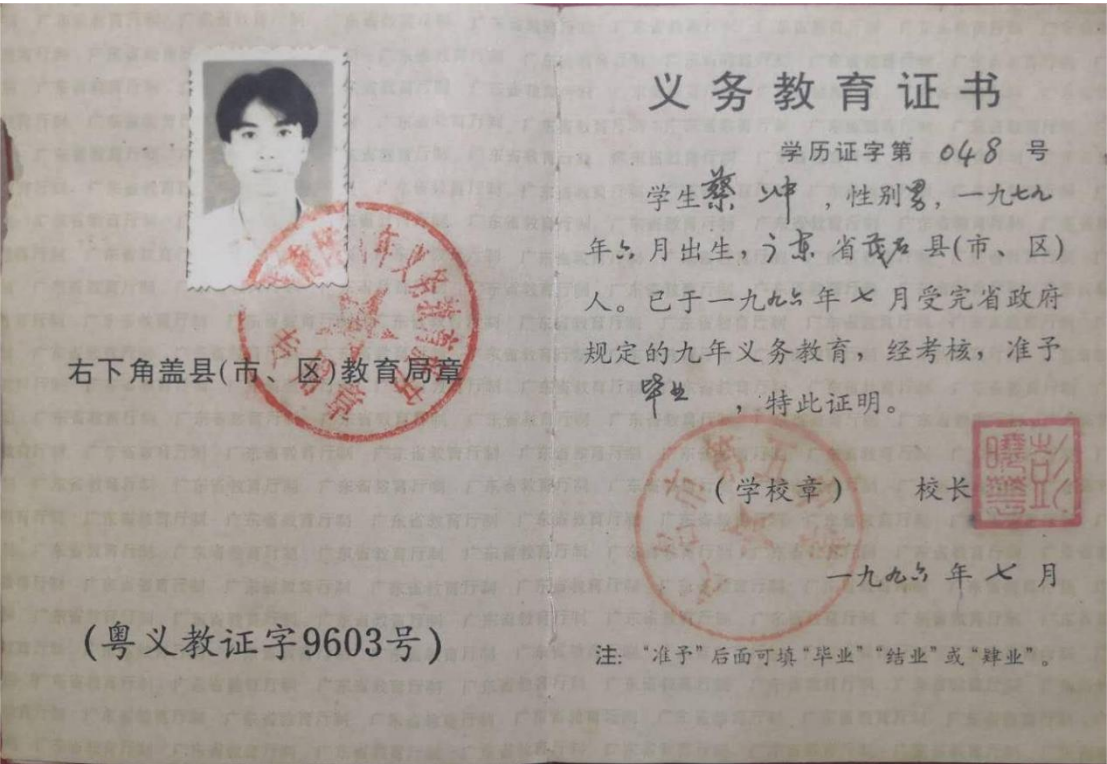 右下角盖县(市、区)教育局章
(粤义教证字9603号)
义务教育证书
学历证字第 048 号
学生蔡 冲 ，性别男，一九七九
年六月出生，广东省茂名县(市、区)
人。已于一九九六年七月受完省政府
规定的九年义务教育，经考核，准予
毕业 ，特此证明。
(学校章) 校长
一九九六年七月
注：“准予”后面可填“毕业”“结业”或“肄业”。